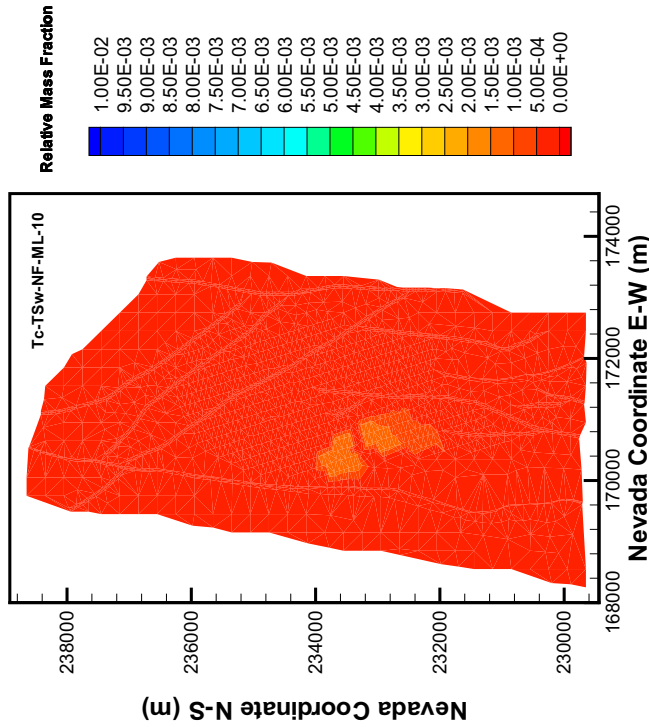 Relative Mass Fraction
1.00E-02
9.50E-03
9.00E-03
8.00E-03
7.50E-03
7.00E-03
6.50E-03
6.00E-03
5.50E-03
5.00E-03
4.50E-03
4.00E-03
3.50E-03
3.00E-03
2.50E-03
2.00E-03
1.50E-03
1.00E-03
5.00E-04
0.00E+00
Tc-TSw-NF-ML-10
238000
236000
234000
232000
230000
Nevada Coordinate N-S (m)
168000
170000
172000
174000
Nevada Coordinate E-W (m)